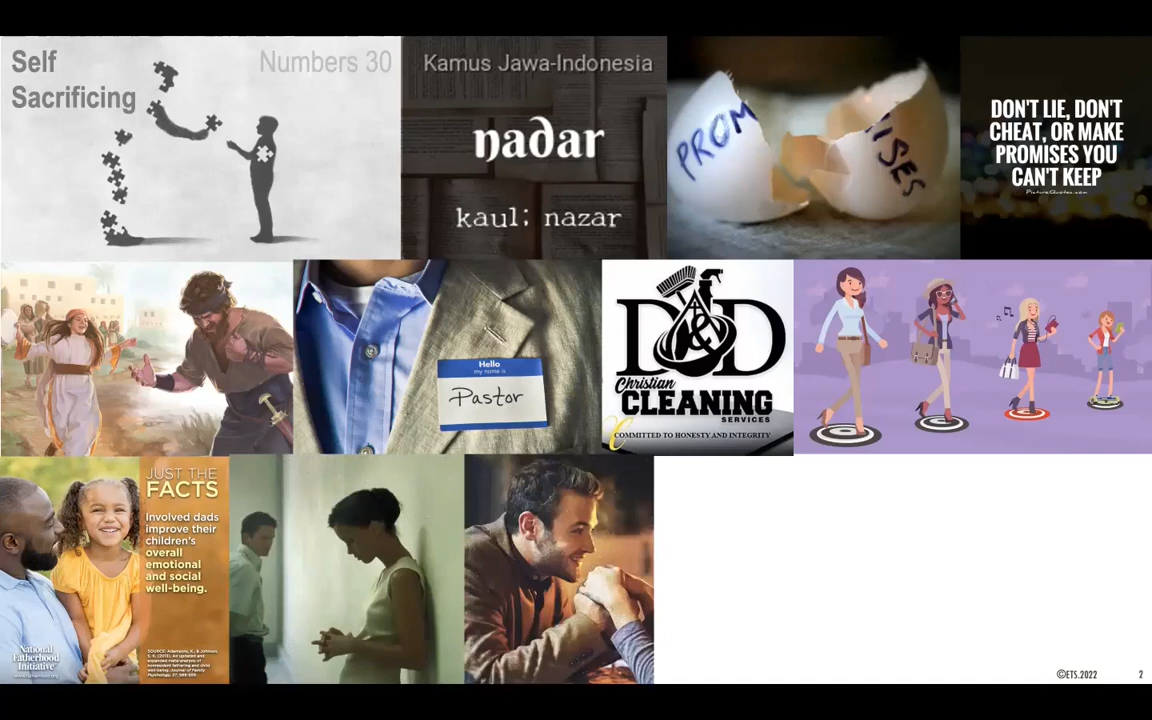 Self
Sacrificing
Numbers 30
Kamus Jawa-Indonesia
nadar
kaul; nazar
PROM ISES
DON'T LIE, DON'T
CHEAT, OR MAKE
PROMISES YOU
CAN'T KEEP
Hello
my name is
Pastor
D&D
Christian
CLEANING
SERVICES
COMMITTED TO HONESTY AND INTEGRITY
JUST THE
FACTS
Involved dads
improve their
children's
overall
emotional
and social
well-being.
National
Fatherhood
Initiative
©ETS.2022
2